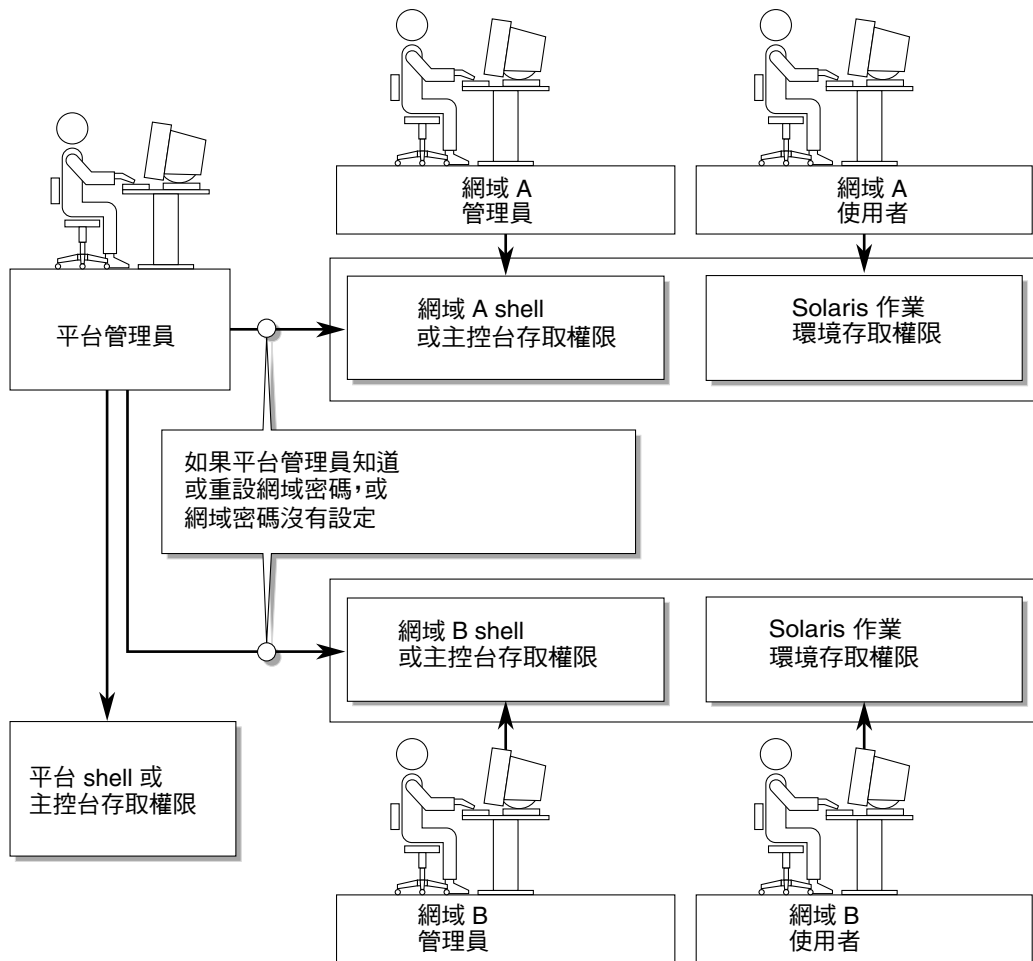 網域 A
管理員
網域 A
使用者
平台管理員
網域 A shell
或主控台存取權限
Solaris 作業
環境存取權限
如果平台管理員知道
或重設網域密碼，或
網域密碼沒有設定
網域 B shell
或主控台存取權限
Solaris 作業
環境存取權限
平台 shell 或
主控台存取權限
網域 B
管理員
網域 B
使用者